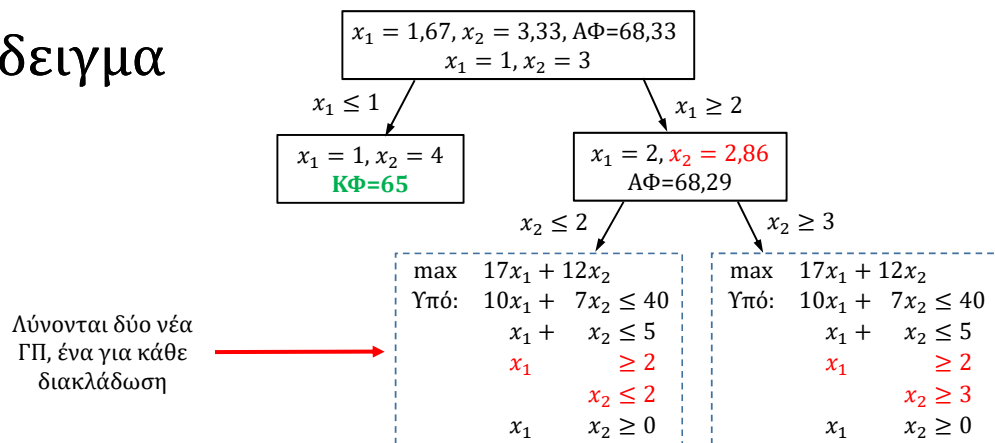 δειγμα
x₁ = 1,67, x₂ = 3,33, ΑΦ=68,33
x₁ = 1, x₂ = 3
x₁ ≤ 1
x₁ ≥ 2
x₁ = 1, x₂ = 4
ΚΦ=65
x₁ = 2, x₂ = 2,86
ΑΦ=68,29
x₂ ≤ 2
x₂ ≥ 3
Λύνονται δύο νέα
ΓΠ, ένα για κάθε
διακλάδωση
max 17x₁ + 12x₂
Υπό: 10x₁ + 7x₂ ≤ 40
x₁ + x₂ ≤ 5
x₁ ≥ 2
x₂ ≤ 2
x₁ x₂ ≥ 0
max 17x₁ + 12x₂
Υπό: 10x₁ + 7x₂ ≤ 40
x₁ + x₂ ≤ 5
x₁ ≥ 2
x₂ ≥ 3
x₁ x₂ ≥ 0